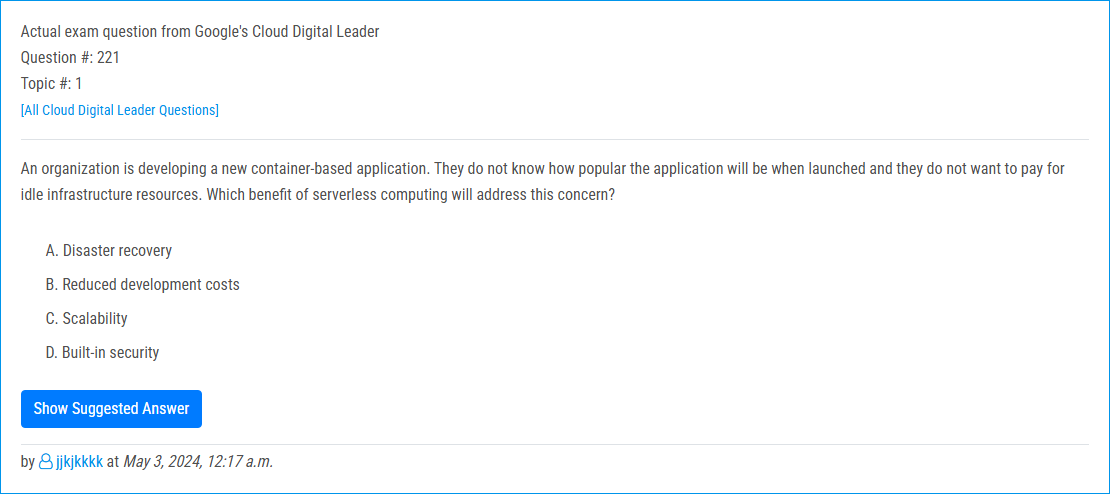 Actual exam question from Google's Cloud Digital Leader
Question #: 221
Topic #: 1
[All Cloud Digital Leader Questions]
An organization is developing a new container-based application. They do not know how popular the application will be when launched and they do not want to pay for
idle infrastructure resources. Which benefit of serverless computing will address this concern?
A. Disaster recovery
B. Reduced development costs
C. Scalability
D. Built-in security
Show Suggested Answer
by jjkjkkkk at May 3, 2024, 12:17 a.m.